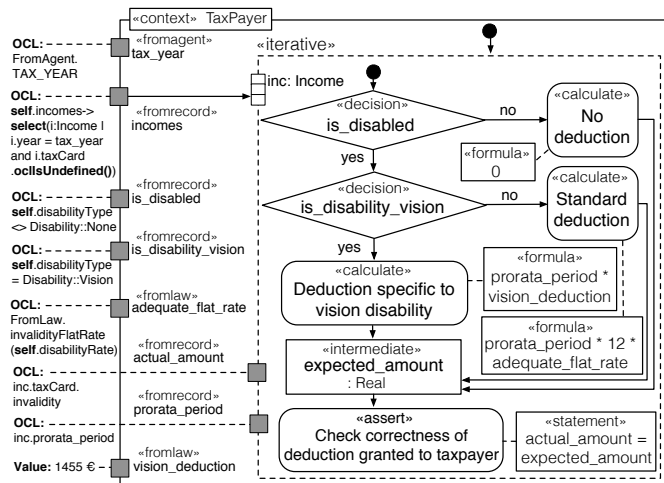 «context» TaxPayer
OCL:
FromAgent.
TAX_YEAR
«fromagent»
tax_year
OCL:
self.incomes->
select(i:Income |
i.year = tax_year
and i.taxCard
.oclIsUndefined())
«fromrecord»
incomes
OCL:
self.disabilityType
<> Disability::None
«fromrecord»
is_disabled
OCL:
self.disabilityType
= Disability::Vision
«fromrecord»
is_disability_vision
OCL:
FromLaw.
invalidityFlatRate
(self.disabilityRate)
«fromlaw»
adequate_flat_rate
«fromrecord»
actual_amount
OCL:
inc.taxCard.
invalidity
«fromrecord»
prorata_period
OCL:
inc.prorata_period
«fromlaw»
vision_deduction
Value: 1455 €
«iterative»
inc: Income
«decision»
is_disabled
no
yes
«calculate»
No
deduction
«formula»
0
«decision»
is_disability_vision
no
yes
«calculate»
Standard
deduction
«calculate»
Deduction specific to
vision disability
«formula»
prorata_period *
vision_deduction
«formula»
prorata_period * 12 *
adequate_flat_rate
«intermediate»
expected_amount
: Real
«assert»
Check correctness of
deduction granted to taxpayer
«statement»
actual_amount =
expected_amount